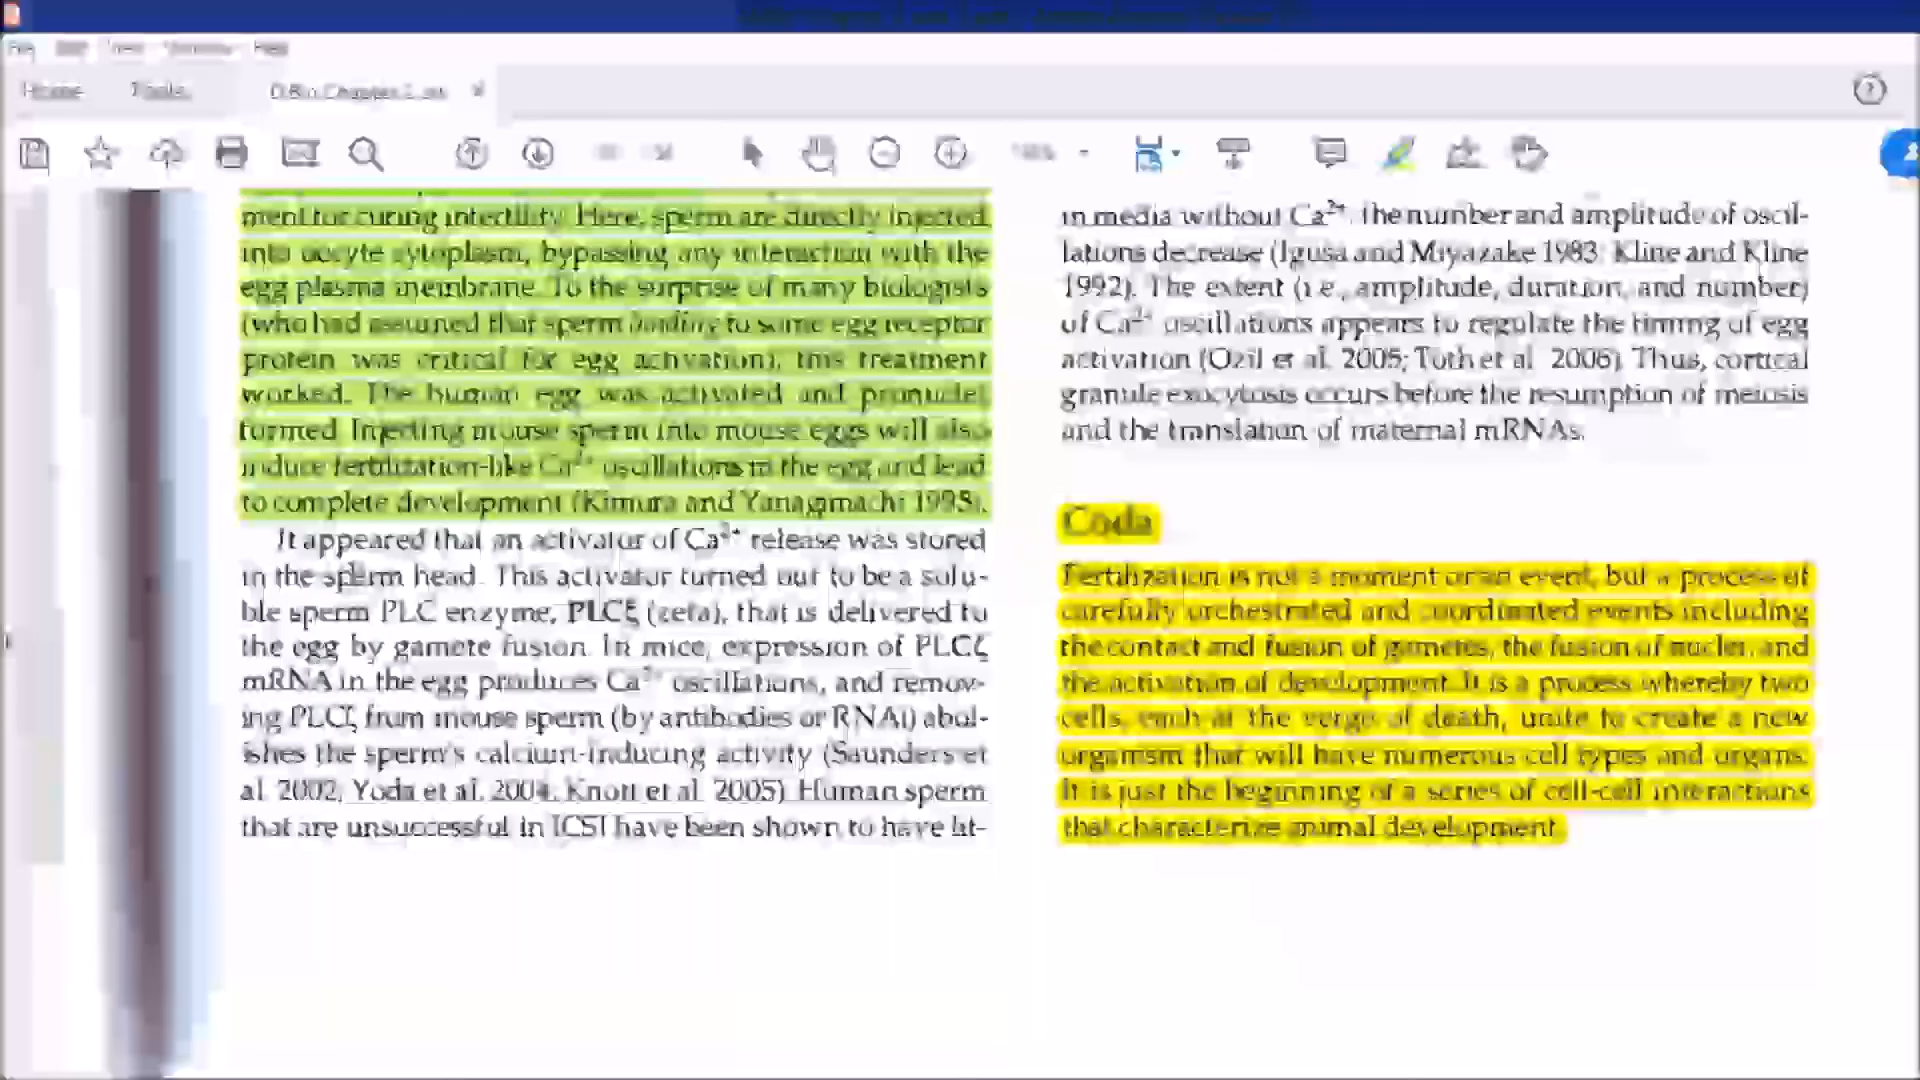 Home
Tools
ment for curing infertility. Here, sperm are directly injected
into oocyte cytoplasm, bypassing any interaction with the
egg plasma membrane. To the surprise of many biologists
(who had assumed that sperm binding to some egg receptor
protein was critical for egg activation), this treatment
worked. The human egg was activated and pronuclei
formed. Injecting mouse sperm into mouse eggs will also
induce fertilization-like Ca²⁺ oscillations in the egg and lead
to complete development (Kimura and Yanagimachi 1995).
It appeared that an activator of Ca²⁺ release was stored
in the sperm head. This activator turned out to be a solu-
ble sperm PLC enzyme, PLCζ (zeta), that is delivered to
the egg by gamete fusion. In mice, expression of PLCζ
mRNA in the egg produces Ca²⁺ oscillations, and remov-
ing PLCζ from mouse sperm (by antibodies or RNAi) abol-
ishes the sperm's calcium-inducing activity (Saunders et
al. 2002; Yoda et al. 2004; Knott et al. 2005). Human sperm
that are unsuccessful in ICSI have been shown to have lit-
in media without Ca²⁺, the number and amplitude of oscil-
lations decrease (Igusa and Miyazake 1983; Kline and Kline
1992). The extent (i.e., amplitude, duration, and number)
of Ca²⁺ oscillations appears to regulate the timing of egg
activation (Ozil et al. 2005; Toth et al. 2006). Thus, cortical
granule exocytosis occurs before the resumption of meiosis
and the translation of maternal mRNAs.
Coda
Fertilization is not a moment or an event, but a process of
carefully orchestrated and coordinated events including
the contact and fusion of gametes, the fusion of nuclei, and
the activation of development. It is a process whereby two
cells, each at the verge of death, unite to create a new
organism that will have numerous cell types and organs.
It is just the beginning of a series of cell-cell interactions
that characterize animal development.